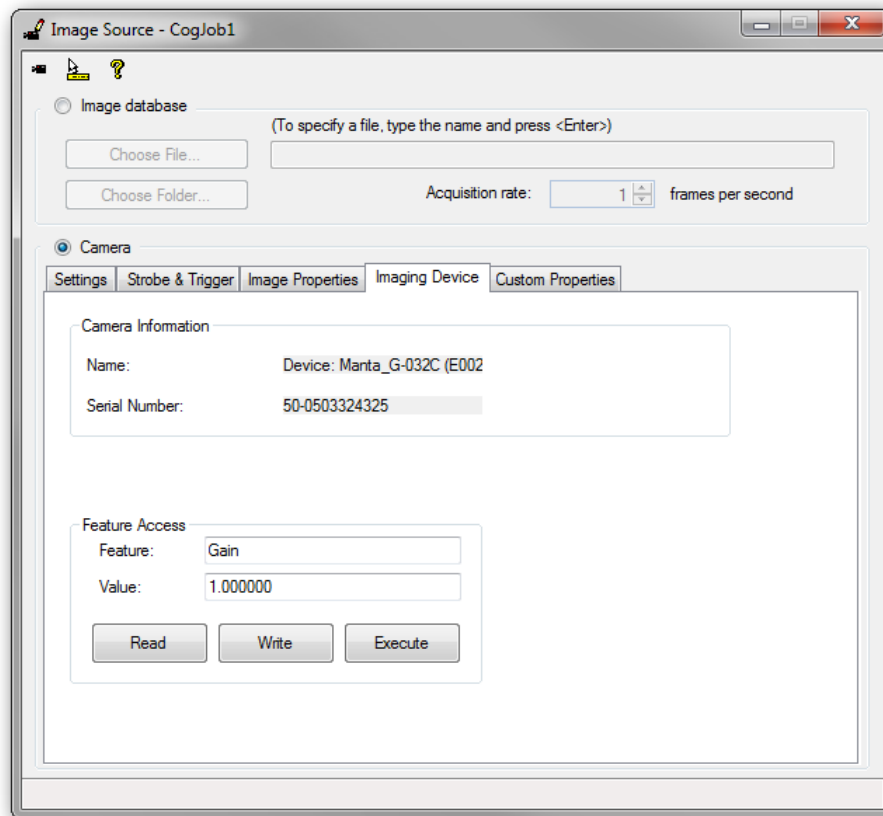 Image Source - CogJob1
Image database
(To specify a file, type the name and press <Enter>)
Choose File...
Choose Folder...
Acquisition rate: 1 frames per second
Camera
Settings Strobe & Trigger Image Properties Imaging Device Custom Properties
Camera Information
Name: Device: Manta_G-032C (E002
Serial Number: 50-0503324325
Feature Access
Feature: Gain
Value: 1.000000
Read Write Execute